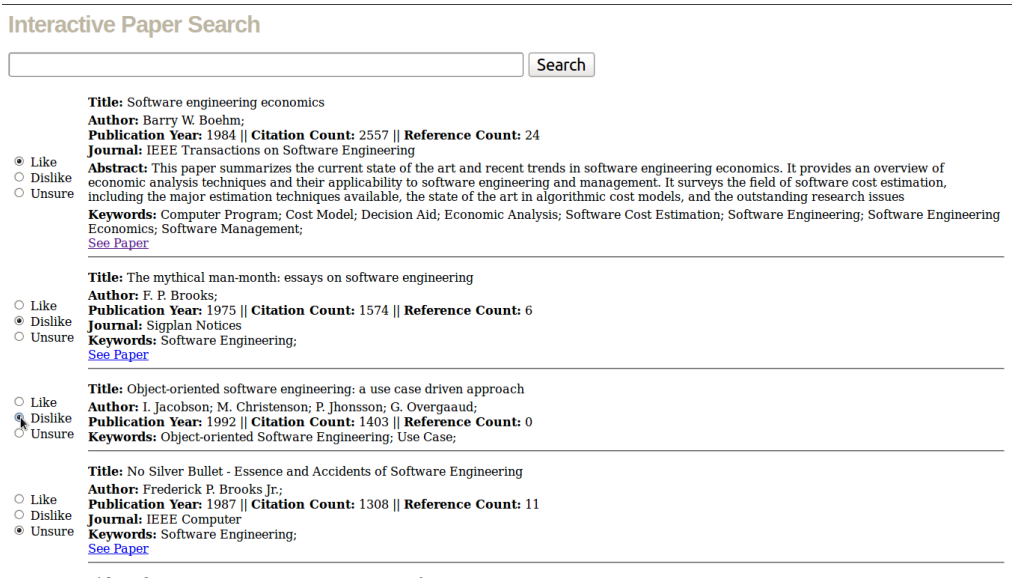 Interactive Paper Search
Search
Title: Software engineering economics
Author: Barry W. Boehm;
Publication Year: 1984 || Citation Count: 2557 || Reference Count: 24
Journal: IEEE Transactions on Software Engineering
Like
Dislike
Unsure
Abstract: This paper summarizes the current state of the art and recent trends in software engineering economics. It provides an overview of
economic analysis techniques and their applicability to software engineering and management. It surveys the field of software cost estimation,
including the major estimation techniques available, the state of the art in algorithmic cost models, and the outstanding research issues
Keywords: Computer Program; Cost Model; Decision Aid; Economic Analysis; Software Cost Estimation; Software Engineering; Software Engineering
Economics; Software Management;
See Paper
Title: The mythical man-month: essays on software engineering
Author: F. P. Brooks;
Publication Year: 1975 || Citation Count: 1574 || Reference Count: 6
Journal: Sigplan Notices
Keywords: Software Engineering;
See Paper
Like
Dislike
Unsure
Title: Object-oriented software engineering: a use case driven approach
Author: I. Jacobson; M. Christenson; P. Jhonsson; G. Overgaaud;
Publication Year: 1992 || Citation Count: 1403 || Reference Count: 0
Keywords: Object-oriented Software Engineering; Use Case;
Like
Dislike
Unsure
Title: No Silver Bullet - Essence and Accidents of Software Engineering
Author: Frederick P. Brooks Jr.;
Publication Year: 1987 || Citation Count: 1308 || Reference Count: 11
Journal: IEEE Computer
Keywords: Software Engineering;
See Paper
Like
Dislike
Unsure